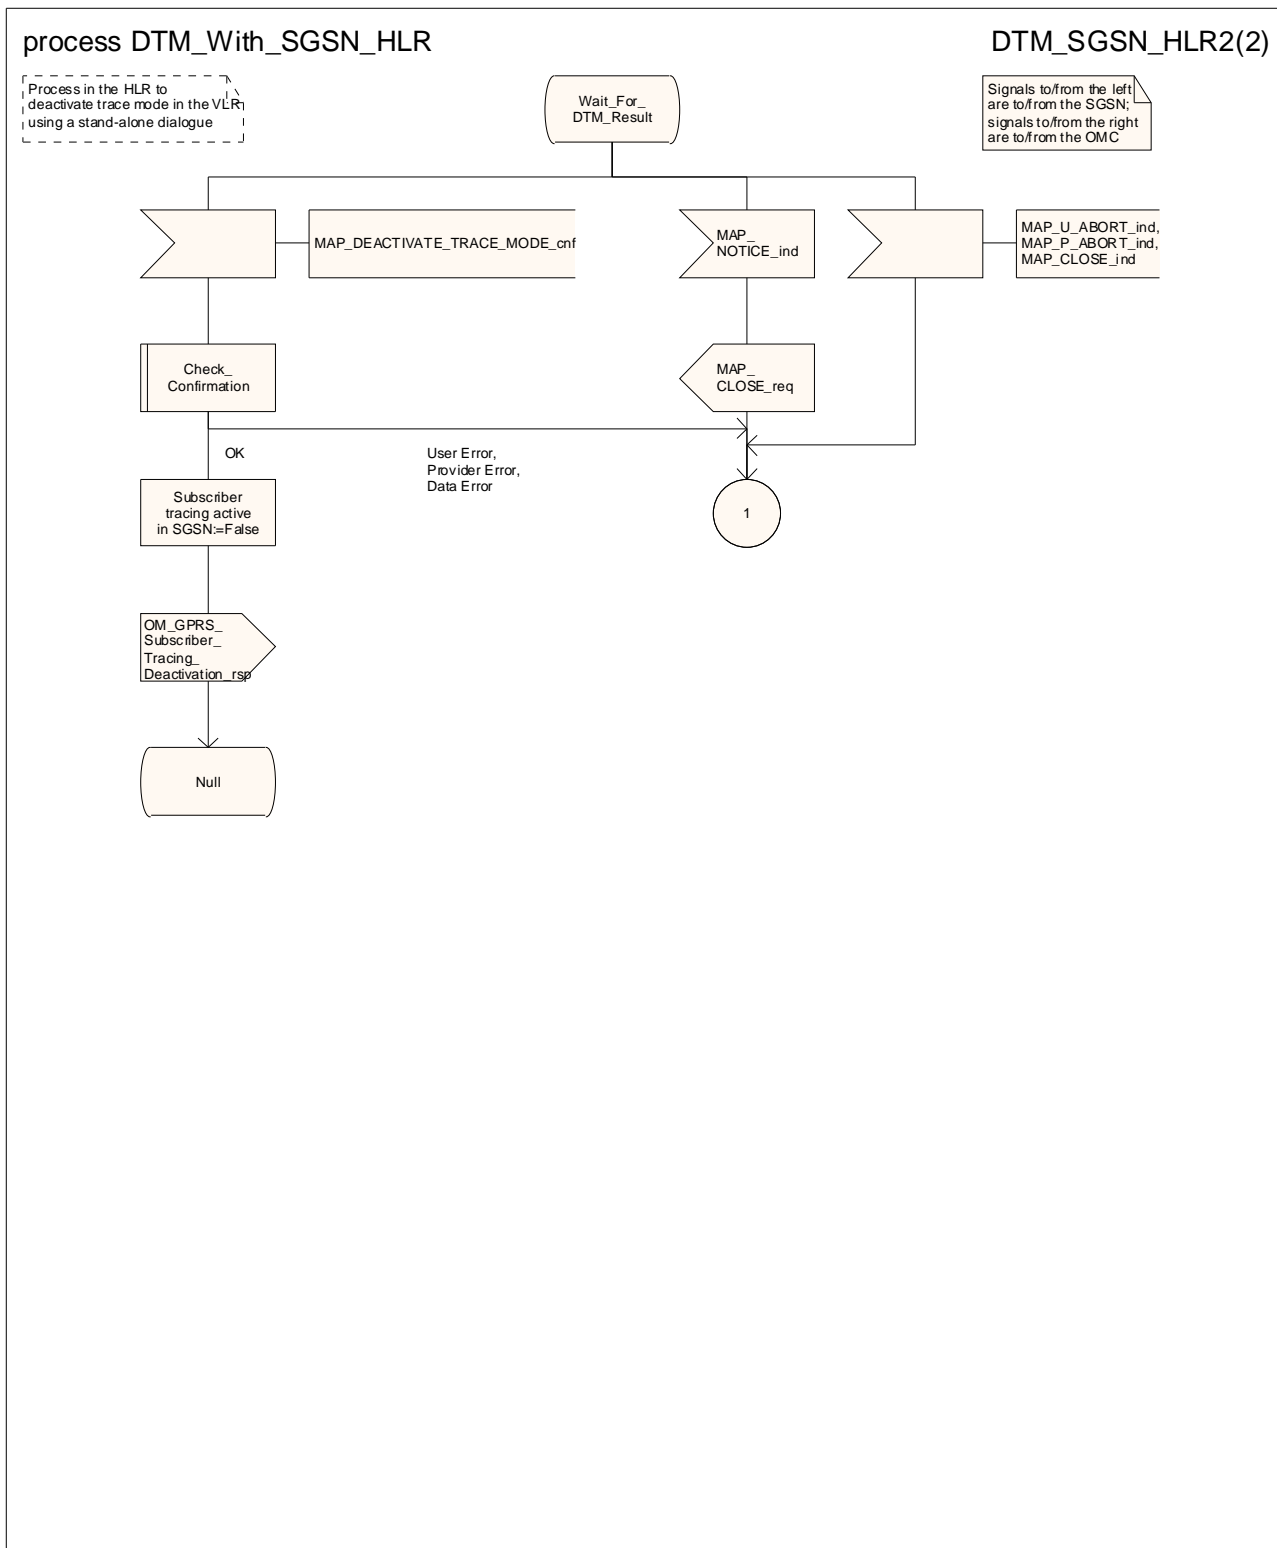 process DTM_With_SGSN_HLR
DTM_SGSN_HLR2(2)
Process in the HLR to
deactivate trace mode in the VLR
using a stand-alone dialogue
Wait_For_
DTM_Result
Signals to/from the left
are to/from the SGSN;
signals to/from the right
are to/from the OMC
MAP_DEACTIVATE_TRACE_MODE_cnf
MAP_
NOTICE_ind
MAP_U_ABORT_ind,
MAP_P_ABORT_ind,
MAP_CLOSE_ind
Check_
Confirmation
MAP_
CLOSE_req
OK
User Error,
Provider Error,
Data Error
Subscriber
tracing active
in SGSN:=False
1
OM_GPRS_
Subscriber_
Tracing_
Deactivation_rsp
Null